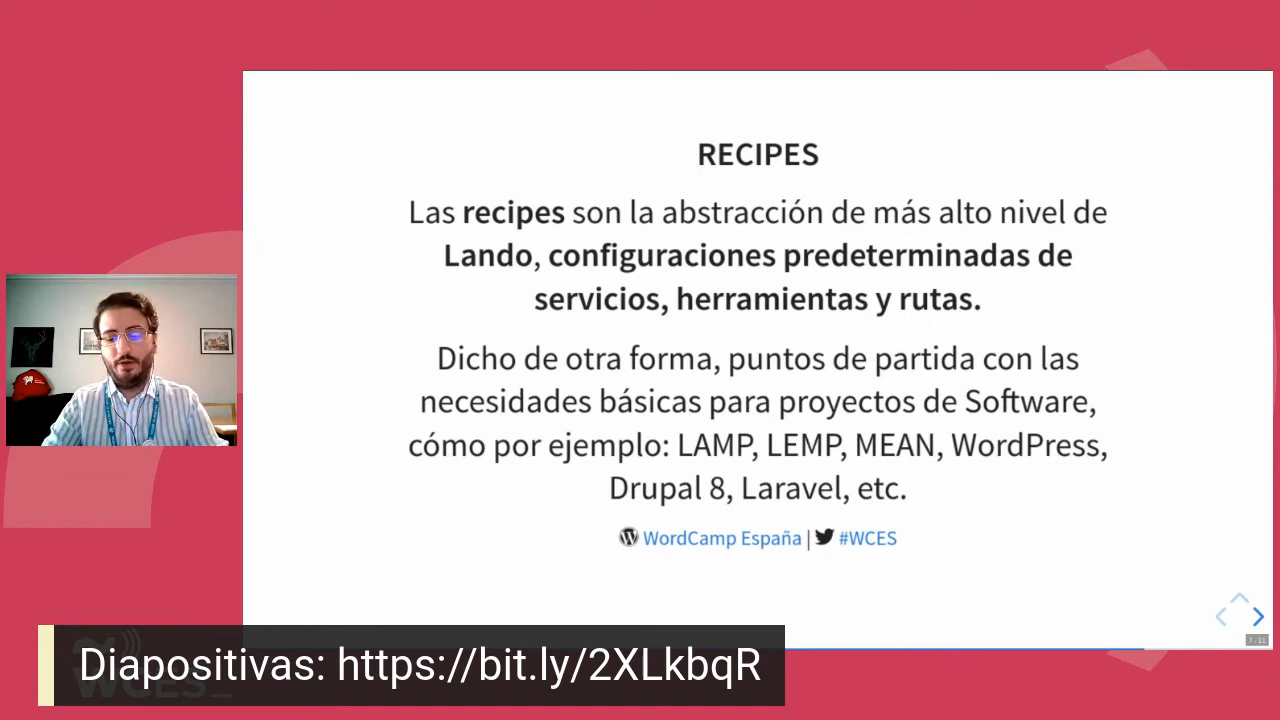 RECIPES
Las recipes son la abstracción de más alto nivel de
Lando, configuraciones predeterminadas de
servicios, herramientas y rutas.
Dicho de otra forma, puntos de partida con las
necesidades básicas para proyectos de Software,
cómo por ejemplo: LAMP, LEMP, MEAN, WordPress,
Drupal 8, Laravel, etc.
WordCamp España | #WCES
Diapositivas: https://bit.ly/2XLkbqR
WCES_